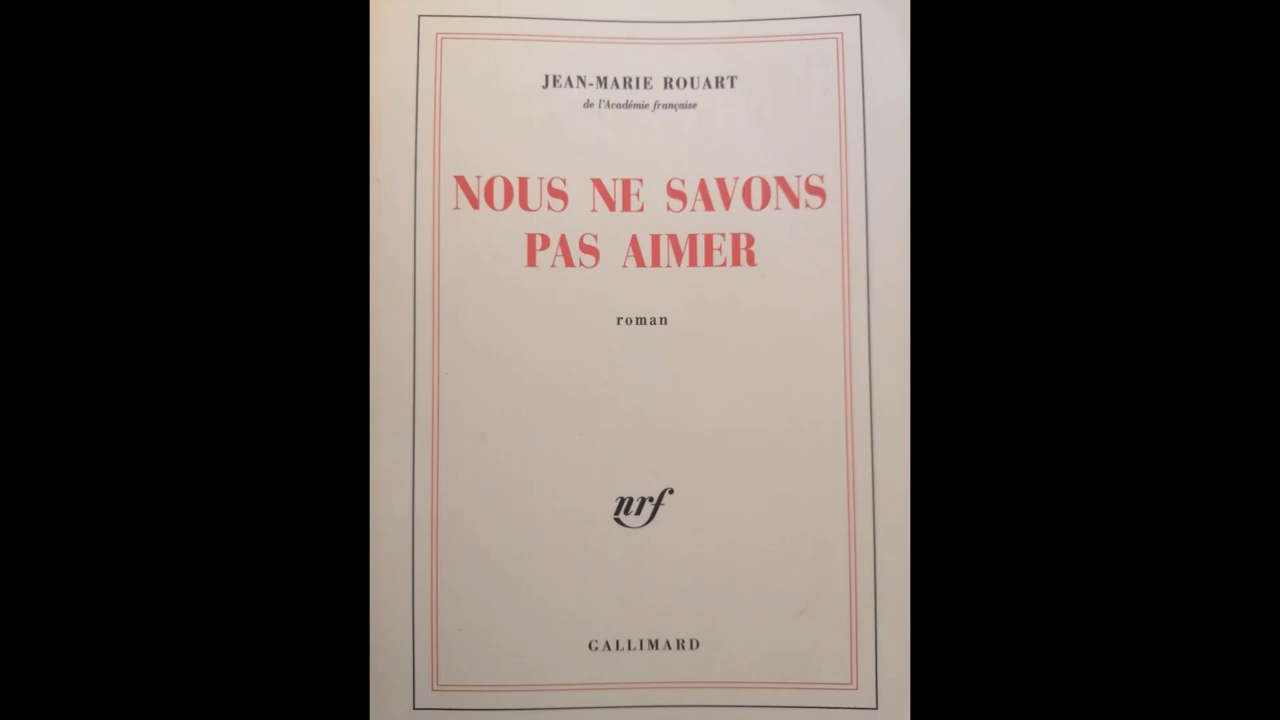 JEAN-MARIE ROUART
de l'Académie française
NOUS NE SAVONS
PAS AIMER
roman
nrf
GALLIMARD